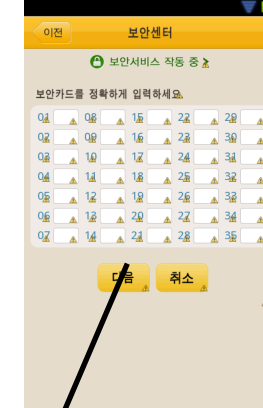 이전 보안센터
보안서비스 작동 중
보안카드를 정확하게 입력하세요
01 08 15 22 29
02 09 16 23 30
03 10 17 24 31
04 11 18 25 32
05 12 19 26 33
06 13 20 27 34
07 14 21 28 35
다음 취소